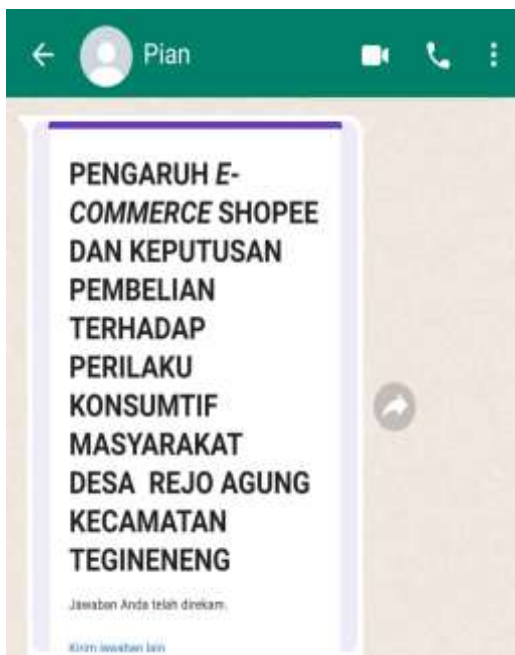 Pian
PENGARUH E-
COMMERCE SHOPEE
DAN KEPUTUSAN
PEMBELIAN
TERHADAP
PERILAKU
KONSUMTIF
MASYARAKAT
DESA REJO AGUNG
KECAMATAN
TEGINENENG
Jawaban Anda telah direkam.
Kirim jawaban lain